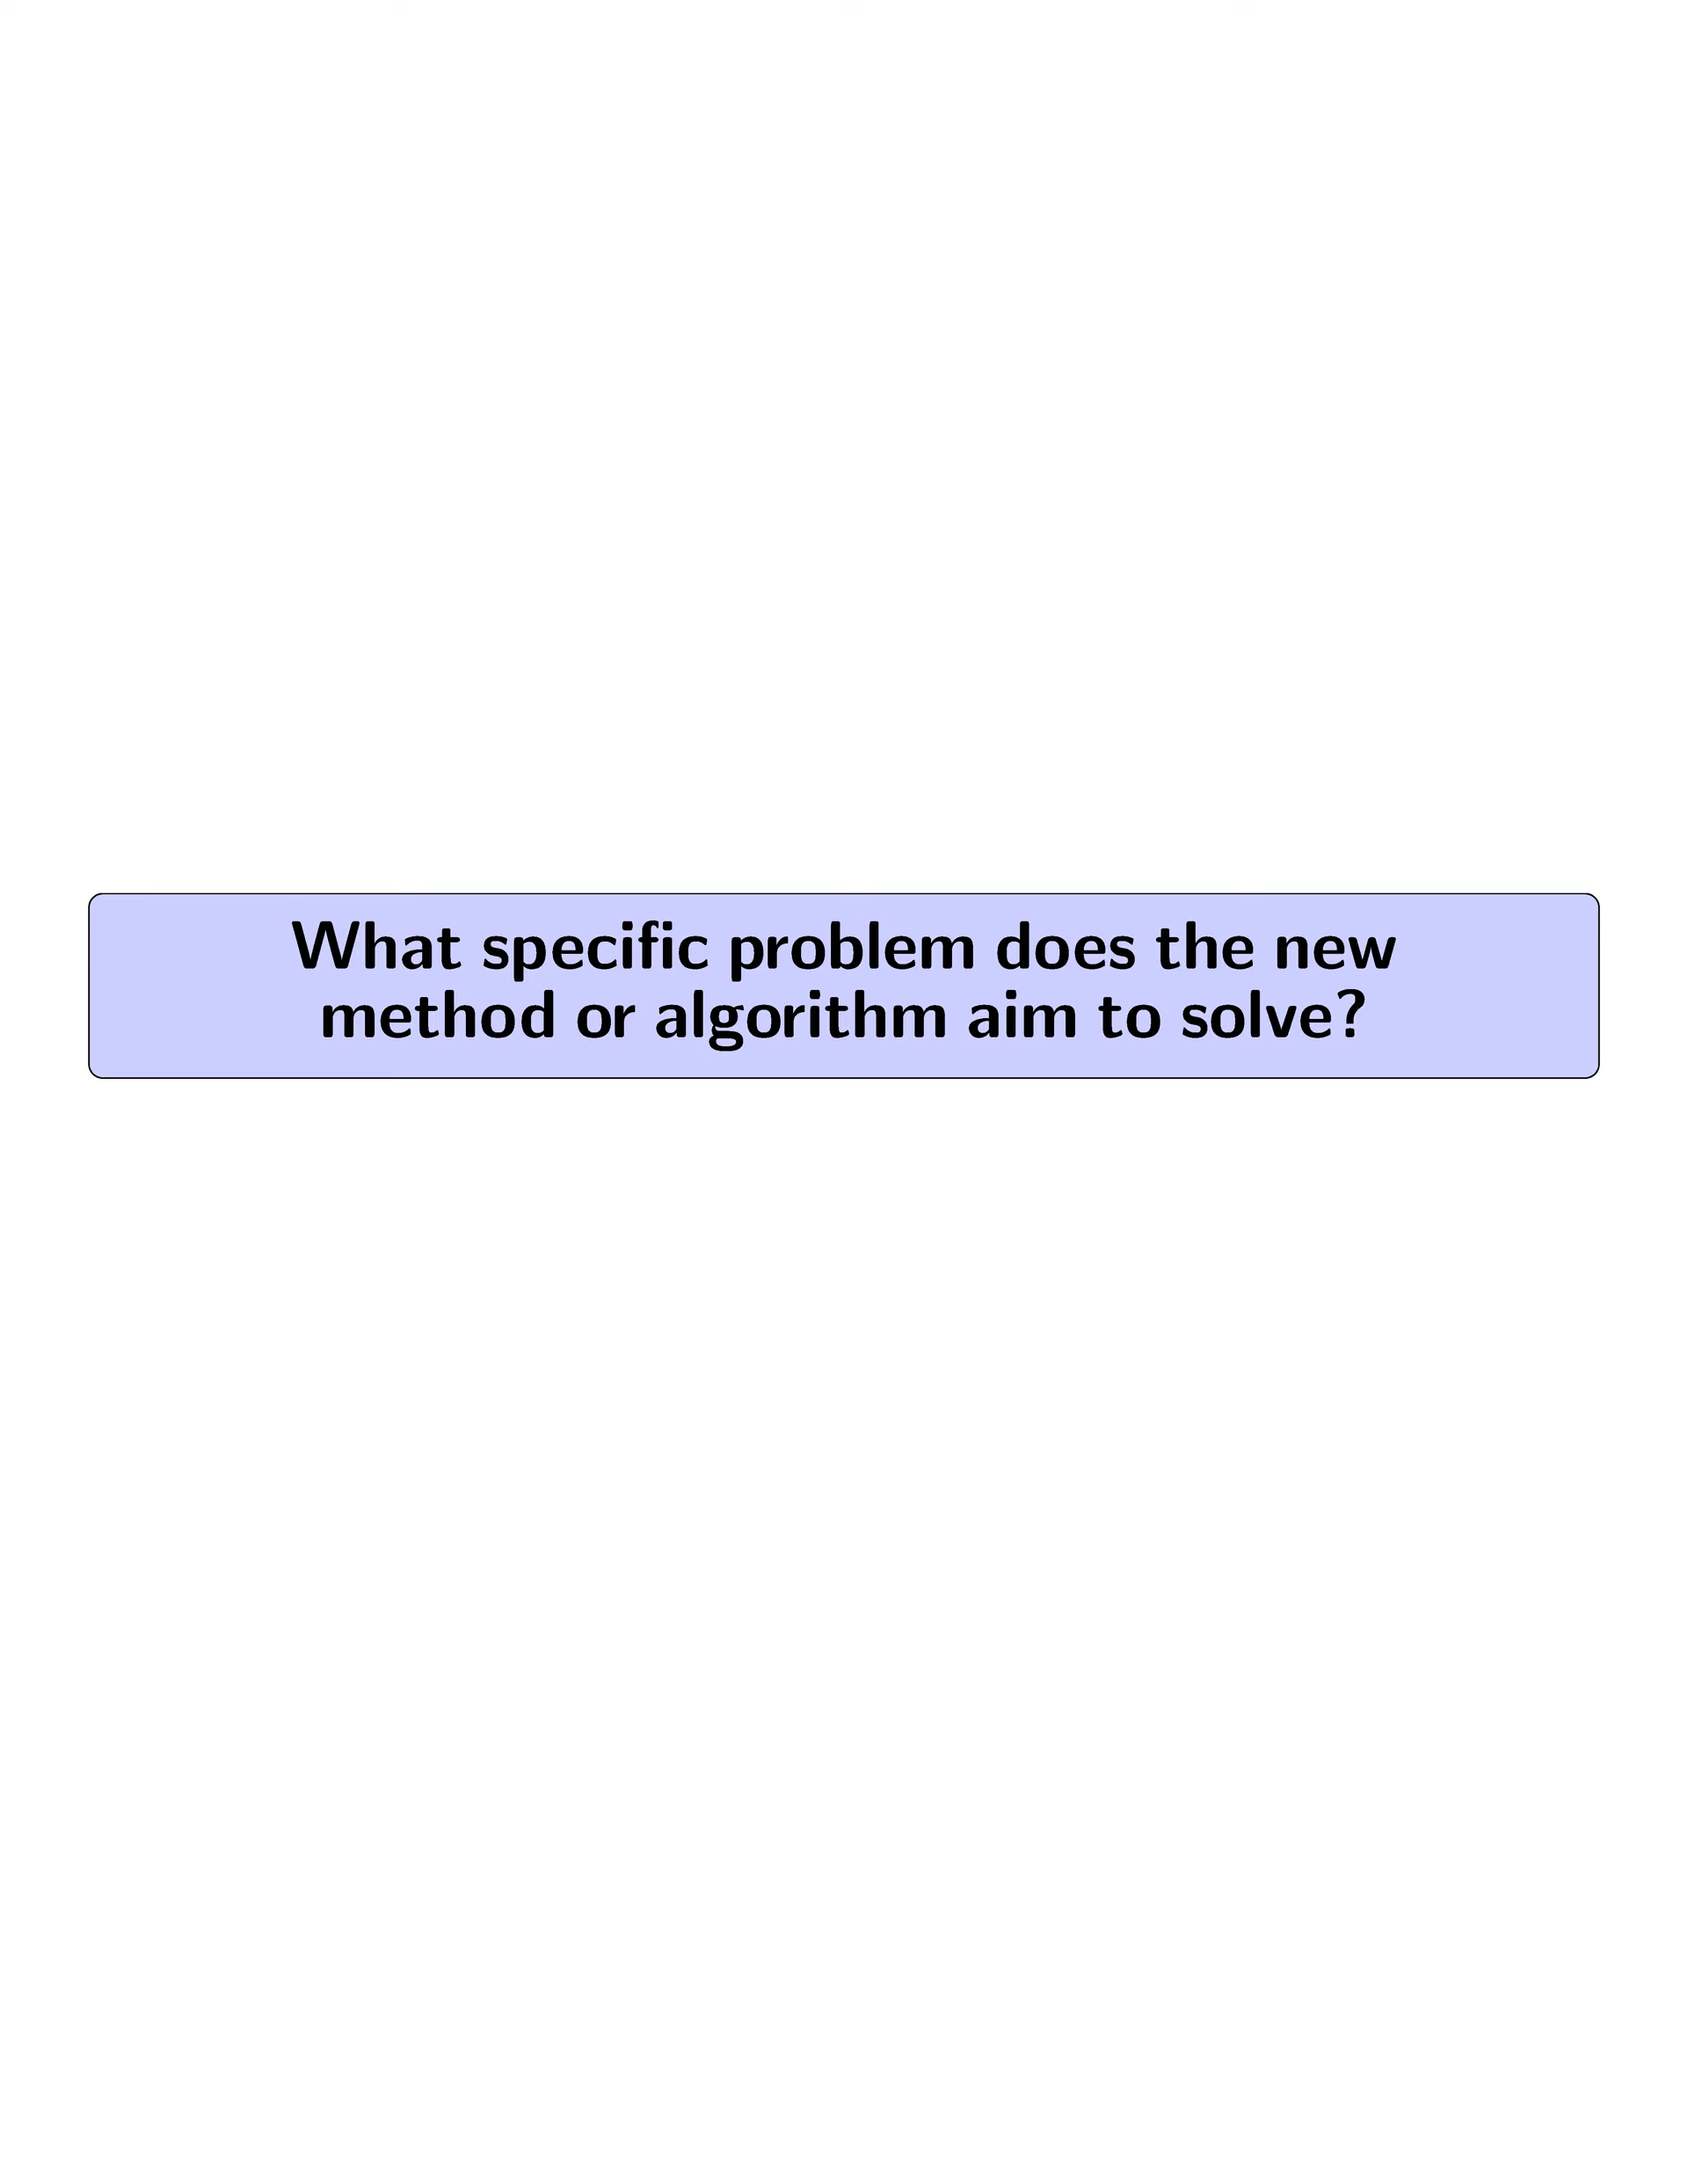 What specific problem does the new
method or algorithm aim to solve?